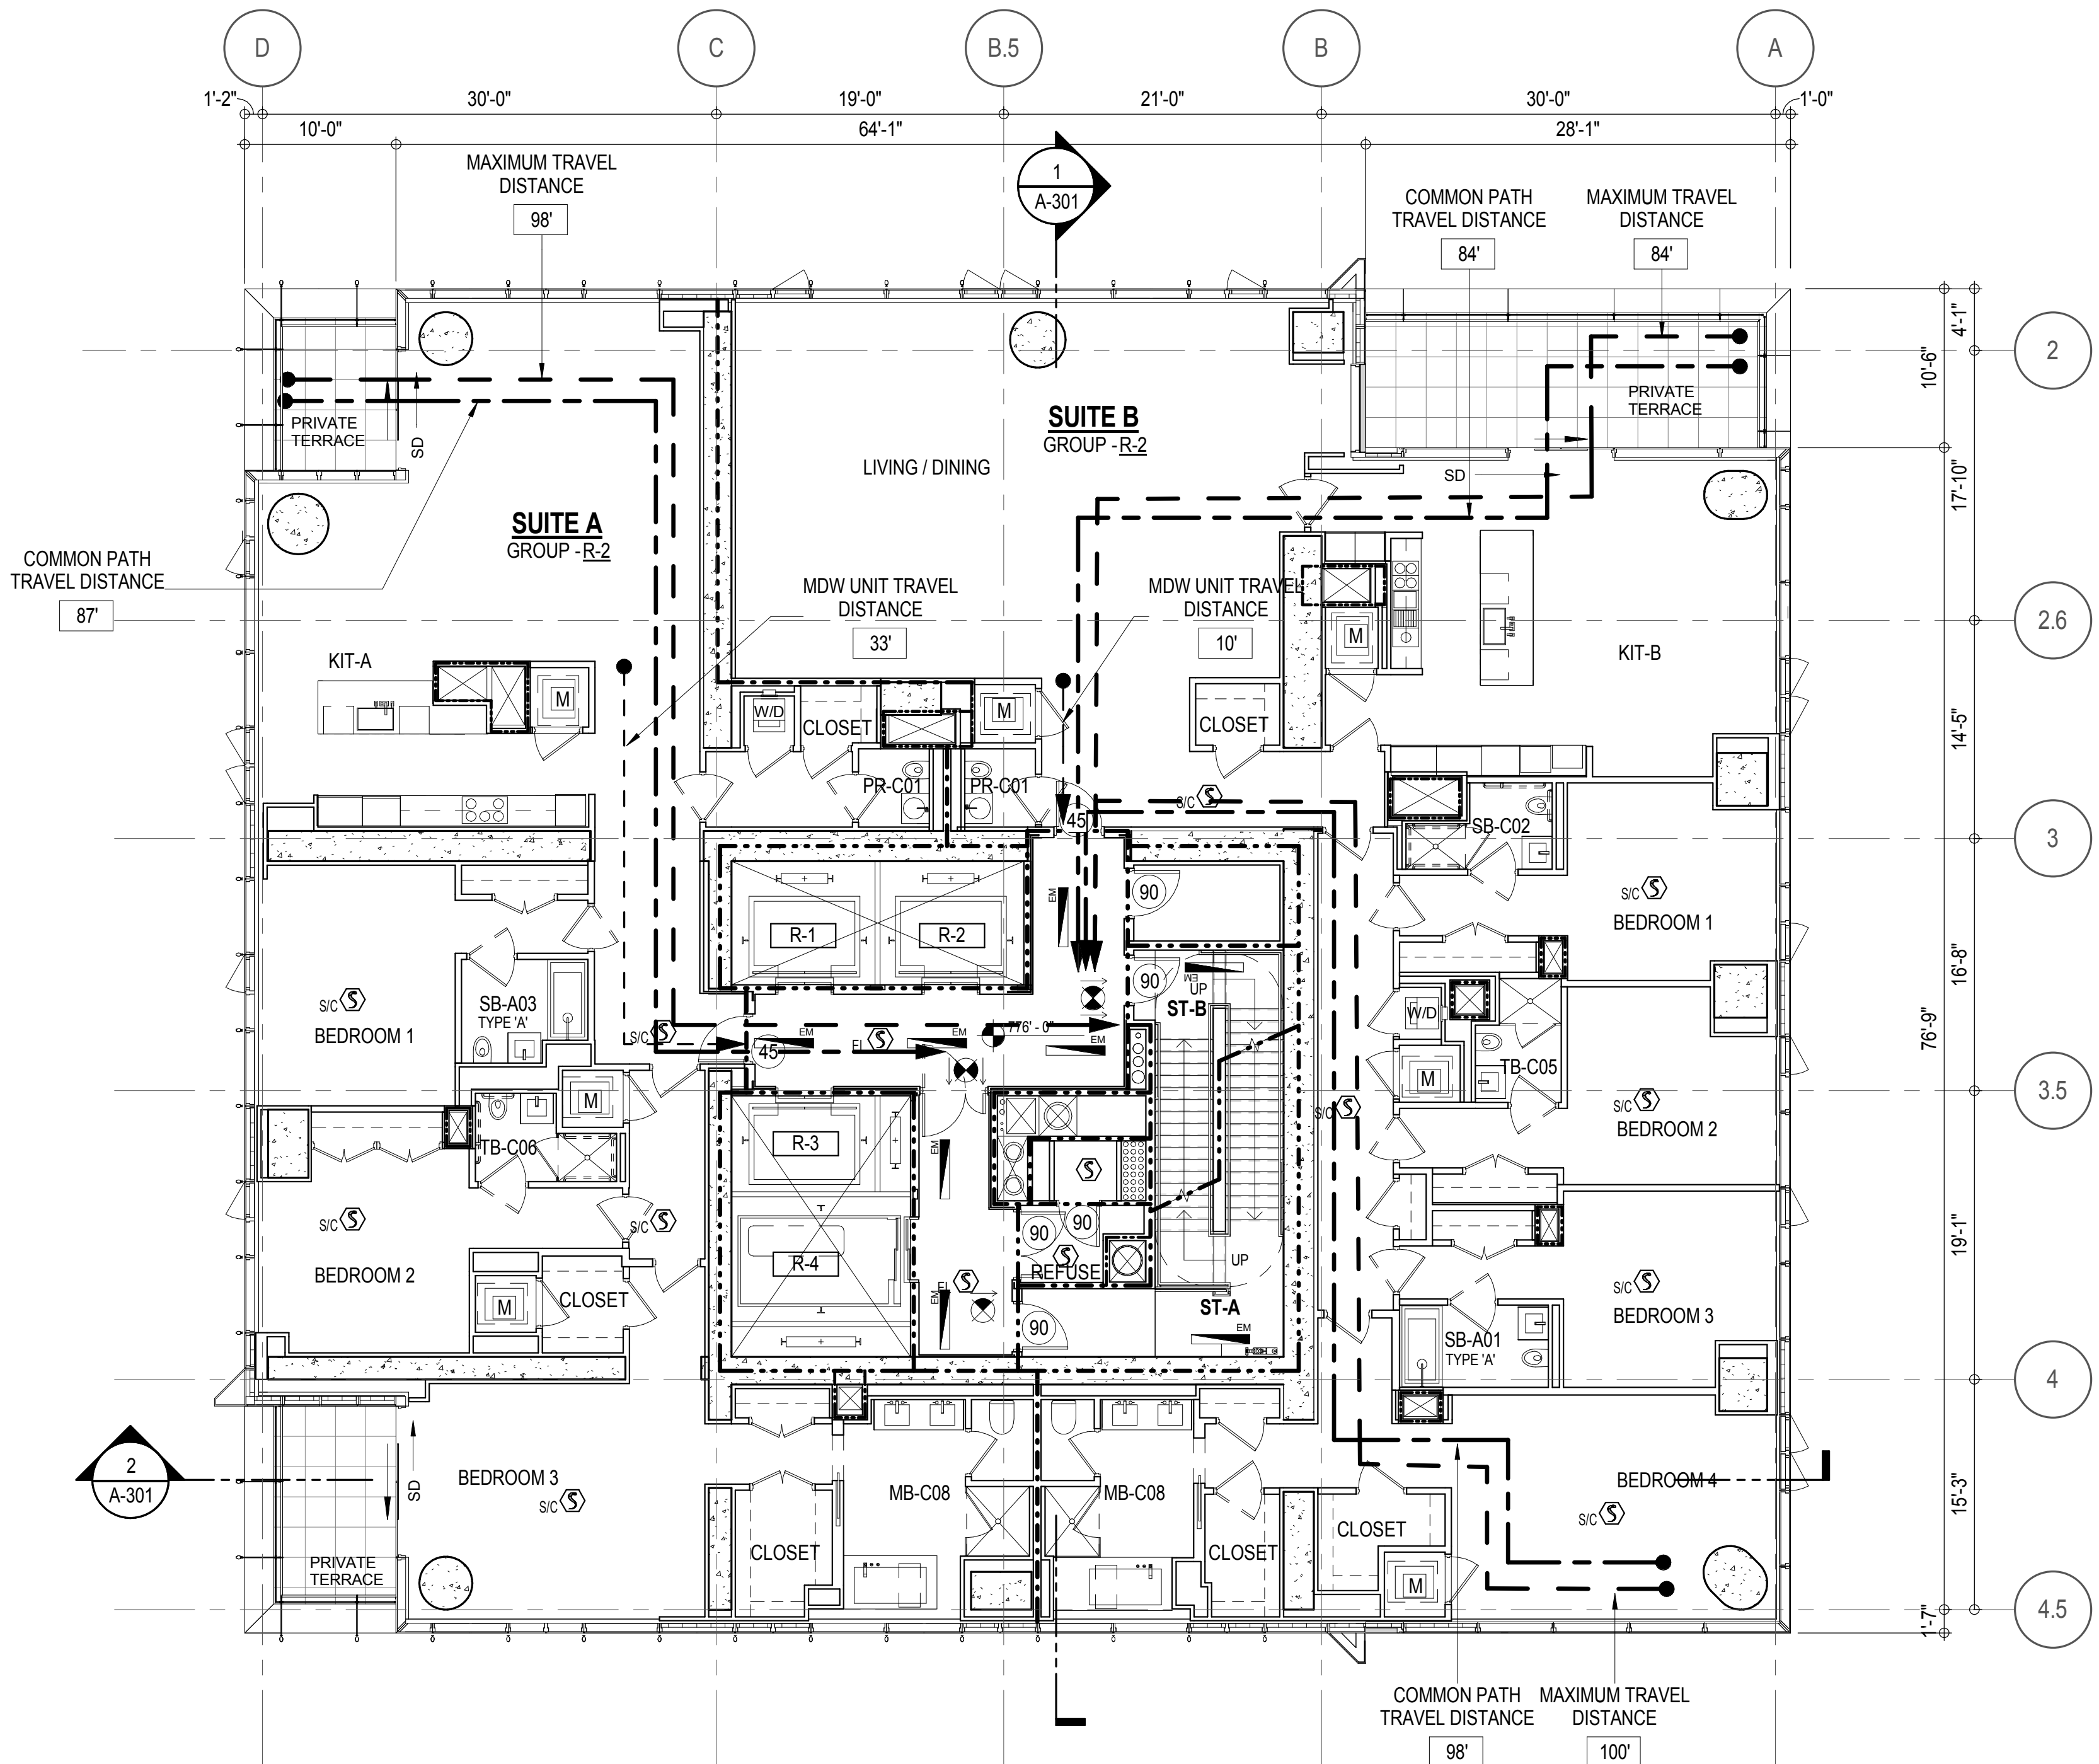 D
C
B.5
B
A
1'-2"
30'-0"
19'-0"
21'-0"
30'-0"
1'-0"
10'-0"
64'-1"
28'-1"
MAXIMUM TRAVEL
DISTANCE
98'
1
A-301
COMMON PATH
TRAVEL DISTANCE
84'
MAXIMUM TRAVEL
DISTANCE
84'
4'-1"
10'-6"
2
PRIVATE
TERRACE
SD
SUITE B
GROUP -R-2
LIVING / DINING
PRIVATE
TERRACE
SD
17'-10"
SUITE A
GROUP -R-2
COMMON PATH
TRAVEL DISTANCE
87'
MDW UNIT TRAVEL
DISTANCE
33'
MDW UNIT TRAVEL
DISTANCE
10'
2.6
M
KIT-A
KIT-B
M
W/D
CLOSET
M
CLOSET
14'-5"
PR-C01
PR-C01
S/C S
45
SB-C02
3
EM
90
S/C S
BEDROOM 1
R-1
R-2
16'-8"
90
EM
UP
ST-B
S/C S
BEDROOM 1
SB-A03
TYPE 'A'
W/D
S/C S
45
EM
EL S
EM
776' - 0"
EM
76'-9"
TB-C05
M
M
S/C S
BEDROOM 2
S/C S
3.5
R-3
TB-C06
EM
S
S/C S
BEDROOM 2
S/C S
90
90
S
REFUSE
R-4
UP
19'-1"
S/C S
BEDROOM 3
M
CLOSET
EL S
EM
ST-A
90
EM
SB-A01
TYPE 'A'
4
2
A-301
BEDROOM 3
S/C S
SD
MB-C08
MB-C08
BEDROOM 4
S/C S
15'-3"
CLOSET
CLOSET
CLOSET
M
PRIVATE
TERRACE
4.5
1'-7"
COMMON PATH
TRAVEL DISTANCE
98'
MAXIMUM TRAVEL
DISTANCE
100'